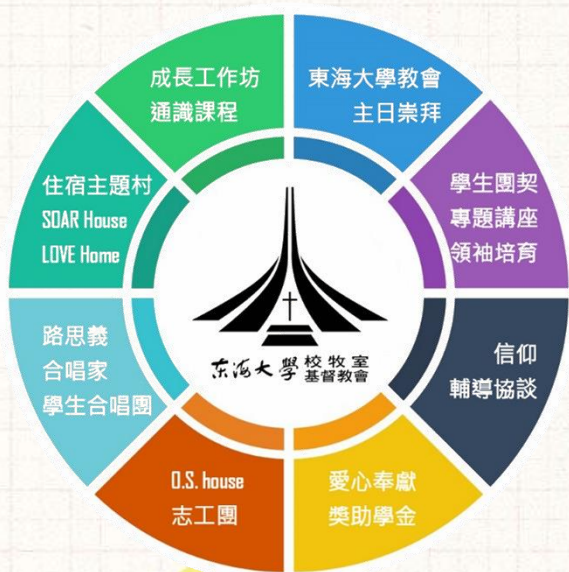 東海大學教會
主日崇拜
學生團契
專題講座
領袖培育
信仰
輔導協談
愛心奉獻
獎助學金
O.S. house
志工團
路思義
合唱家
學生合唱團
住宿主題村
SOAR House
LOVE Home
成長工作坊
通識課程
东海大學 校牧室
基督教會